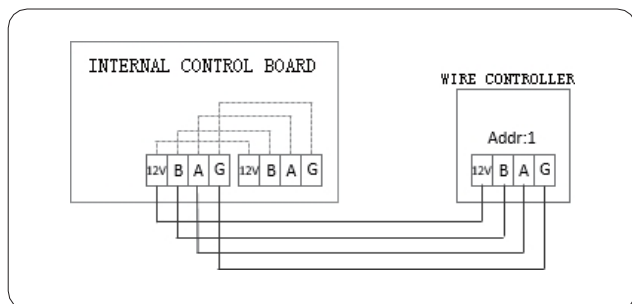 INTERNAL CONTROL BOARD
12V B A G 12V B A G
WIRE CONTROLLER
Addr:1
12V B A G